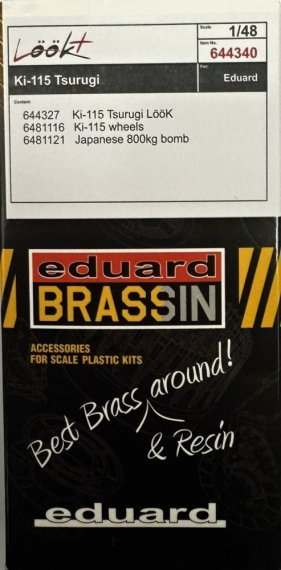 Löök+
Scale 1/48
Item No. 644340
Ki-115 Tsurugi
For: Eduard
Content:
644327 Ki-115 Tsurugi LööK
6481116 Ki-115 wheels
6481121 Japanese 800kg bomb
eduard
BRASSIN
ACCESSORIES
FOR SCALE PLASTIC KITS
Best Brass around!
& Resin
eduard